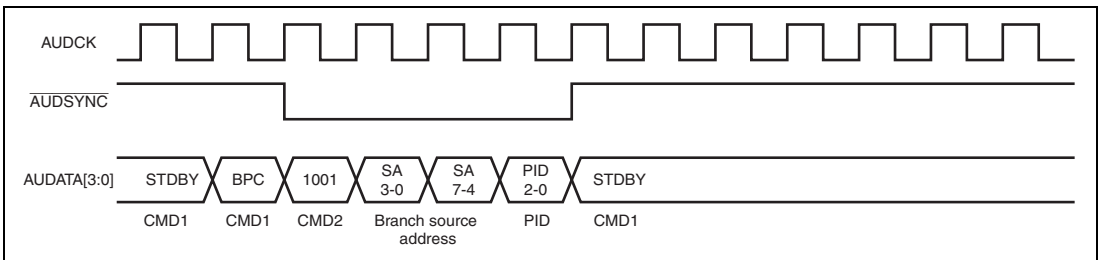 AUDCK
AUDSYNC
AUDATA[3:0]
STDBY
BPC
1001
SA
3-0
SA
7-4
PID
2-0
STDBY
CMD1
CMD1
CMD2
Branch source
address
PID
CMD1